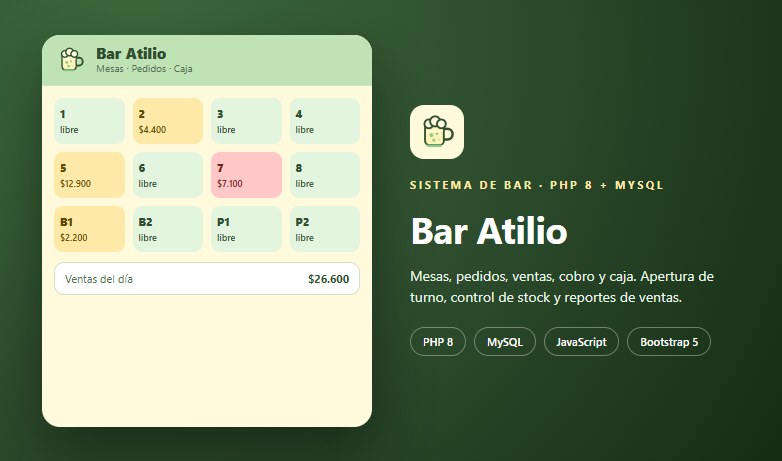 Bar Atilio
Mesas · Pedidos · Caja
1
libre
2
$4.400
3
libre
4
libre
5
$12.900
6
libre
7
$7.100
8
libre
B1
$2.200
B2
libre
P1
libre
P2
libre
Ventas del día $26.600
SISTEMA DE BAR · PHP 8 + MYSQL
Bar Atilio
Mesas, pedidos, ventas, cobro y caja. Apertura de
turno, control de stock y reportes de ventas.
PHP 8 MySQL JavaScript Bootstrap 5